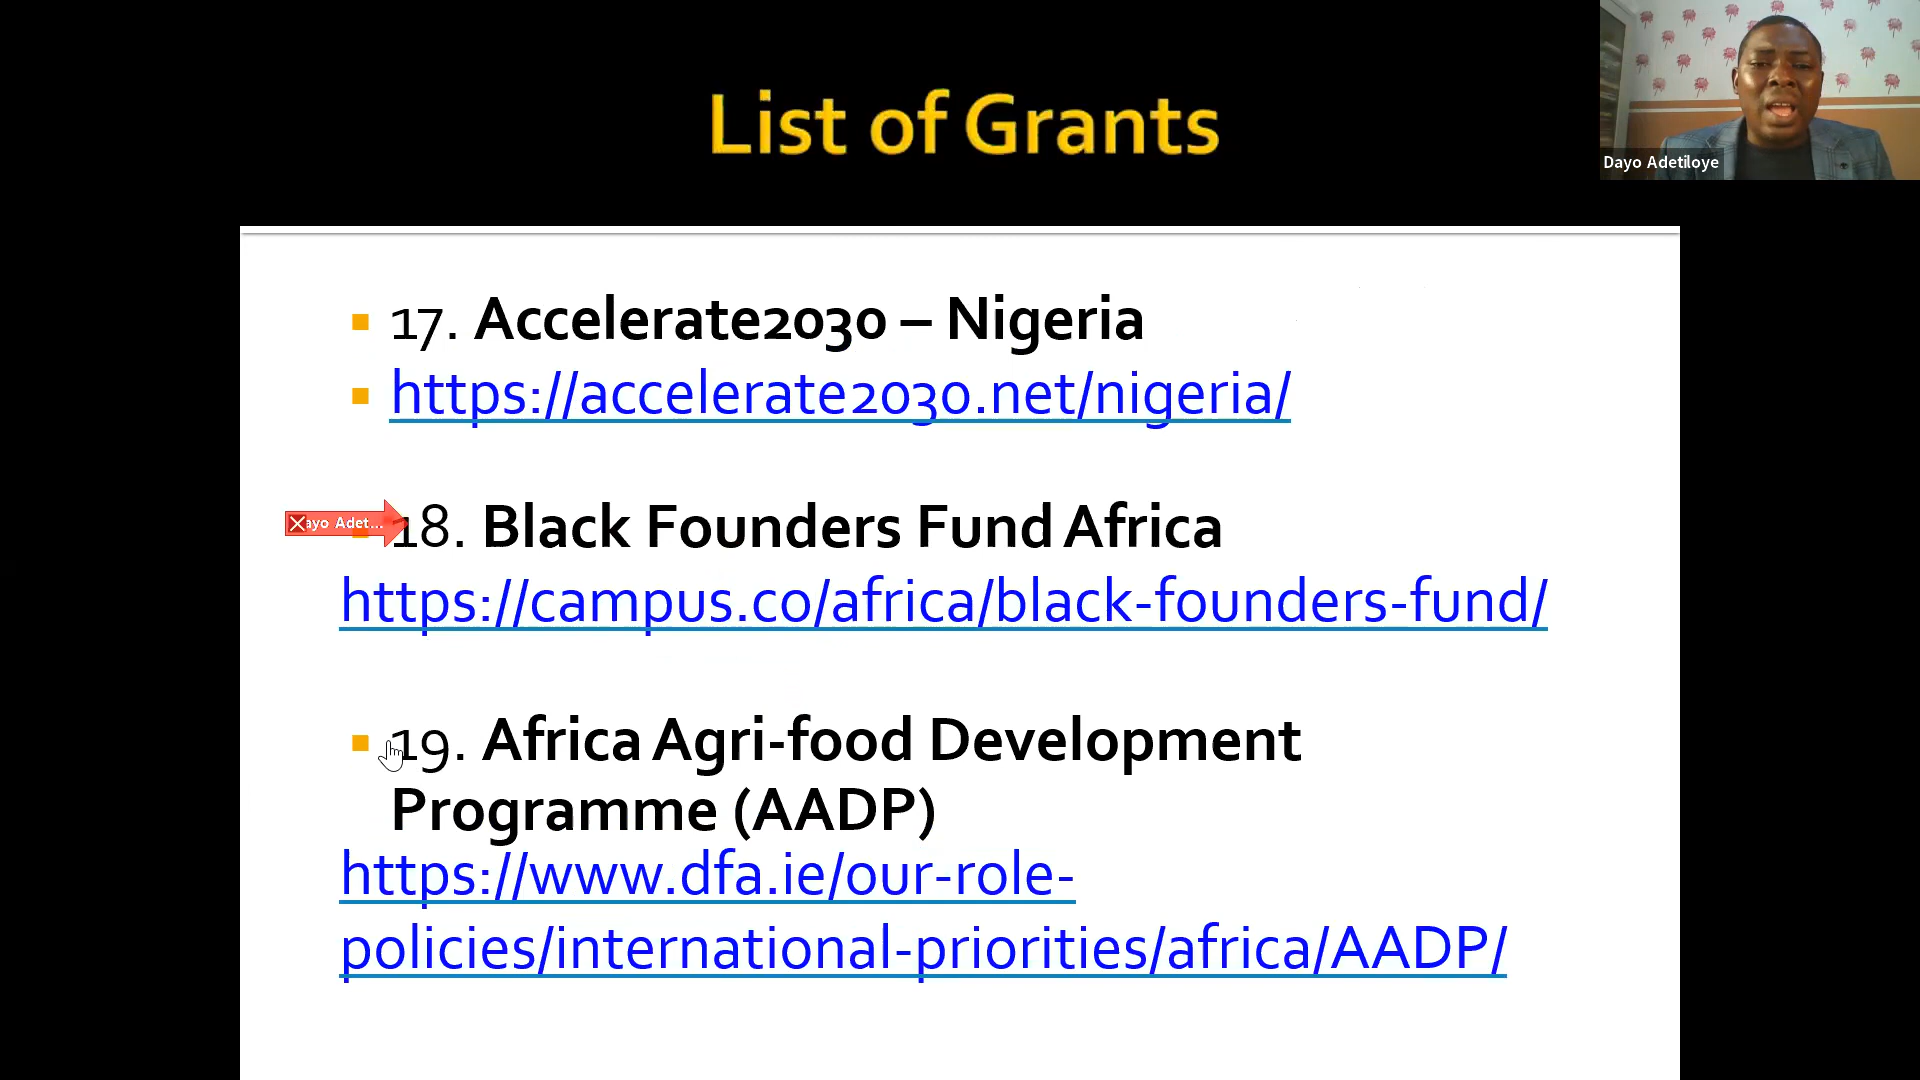 List of Grants
Dayo Adetiloye
17. Accelerate2030 – Nigeria
https://accelerate2030.net/nigeria/
ayo Adet...
18. Black Founders Fund Africa
https://campus.co/africa/black-founders-fund/
19. Africa Agri-food Development
Programme (AADP)
https://www.dfa.ie/our-role-
policies/international-priorities/africa/AADP/